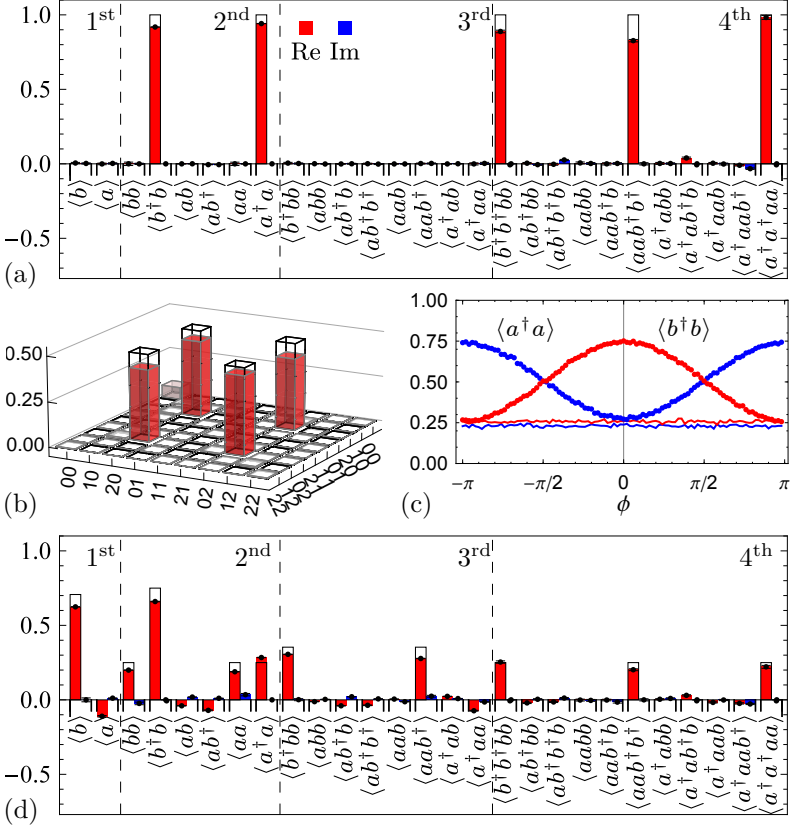 1.0
0.5
0.0
−0.5
1st
2nd
3rd
4th
Re Im
⟨b⟩ ⟨a⟩ ⟨bb⟩ ⟨b†b⟩ ⟨ab⟩ ⟨ab†⟩ ⟨aa⟩ ⟨a†a⟩ ⟨b†bb⟩ ⟨abb⟩ ⟨ab†b⟩ ⟨ab†b†⟩ ⟨aab⟩ ⟨aab†⟩ ⟨a†ab⟩ ⟨a†aa⟩ ⟨b†b†bb⟩ ⟨ab†bb⟩ ⟨ab†b†b⟩ ⟨aabb⟩ ⟨aab†b⟩ ⟨aab†b†⟩ ⟨a†abb⟩ ⟨a†ab†b⟩ ⟨a†aab⟩ ⟨a†aab†⟩ ⟨a†a†aa⟩
(a)
0.50
0.25
0.00
00 10 20 01 11 21 02 12 22
(b)
1.00
0.75
0.50
0.25
0.00
⟨a†a⟩
⟨b†b⟩
−π −π/2 0 π/2 π
ϕ
(c)
1.0
0.5
0.0
−0.5
1st
2nd
3rd
4th
⟨b⟩ ⟨a⟩ ⟨bb⟩ ⟨b†b⟩ ⟨ab⟩ ⟨ab†⟩ ⟨aa⟩ ⟨a†a⟩ ⟨b†bb⟩ ⟨abb⟩ ⟨ab†b⟩ ⟨ab†b†⟩ ⟨aab⟩ ⟨aab†⟩ ⟨a†ab⟩ ⟨a†aa⟩ ⟨b†b†bb⟩ ⟨ab†bb⟩ ⟨ab†b†b⟩ ⟨aabb⟩ ⟨aab†b⟩ ⟨aab†b†⟩ ⟨a†abb⟩ ⟨a†ab†b⟩ ⟨a†aab⟩ ⟨a†aab†⟩ ⟨a†a†aa⟩
(d)